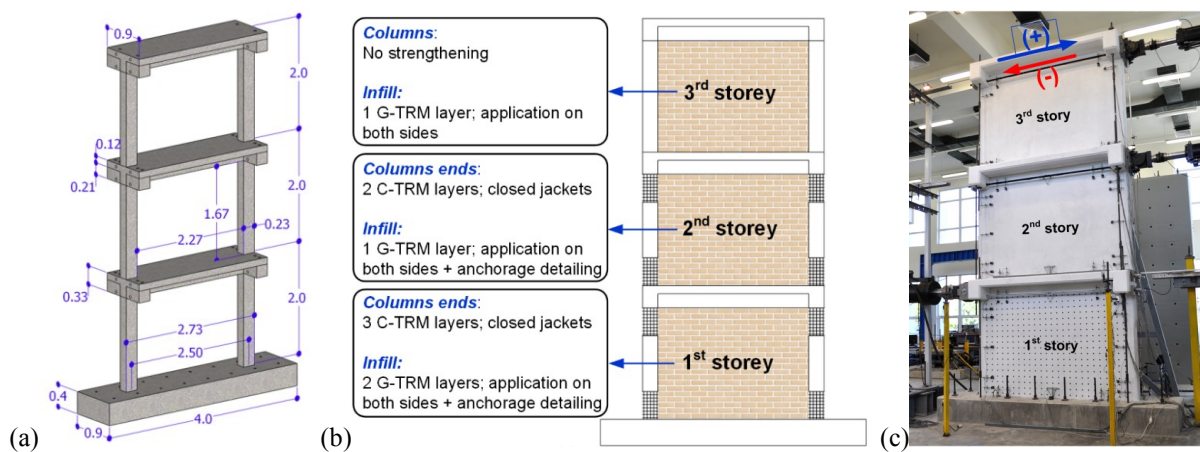 0.9
2.0
0.12
0.21
2.0
1.67
2.27
0.23
0.33
2.0
2.73
2.50
0.4
0.9
4.0
(a)
Columns:
No strengthening
Infill:
1 G-TRM layer; application on
both sides
Columns ends:
2 C-TRM layers; closed jackets
Infill:
1 G-TRM layer; application on
both sides + anchorage detailing
Columns ends:
3 C-TRM layers; closed jackets
Infill:
2 G-TRM layers; application on
both sides + anchorage detailing
3rd storey
2nd storey
1st storey
(b)
(+)
(-)
3rd story
2nd story
1st story
(c)